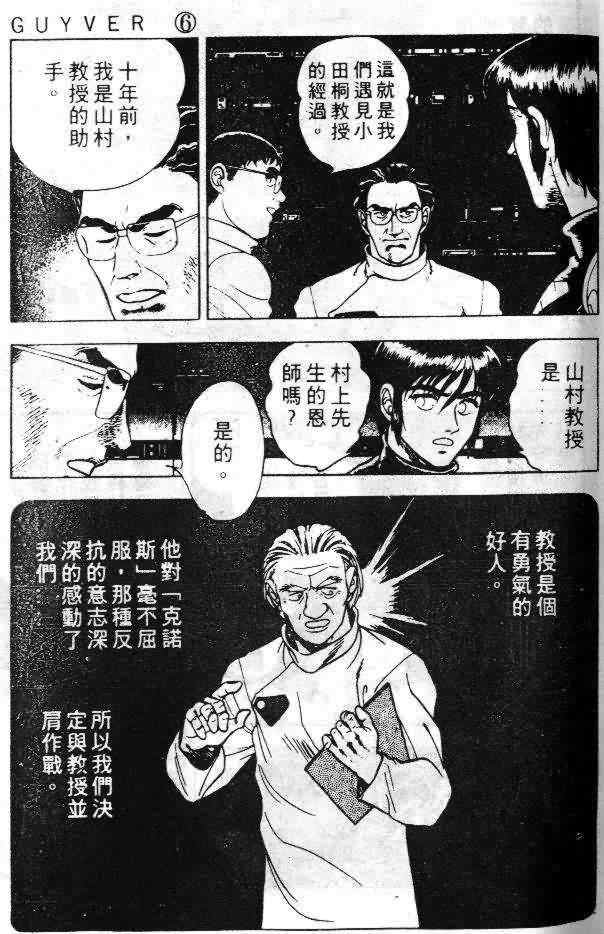 GUYVER ⑥
這就是我
們遇見小
田桐教授
的經過。
十年前，
我是山村
教授的助
手。
山村教授
是……
村上先
生的恩
師嗎？
是的。
教授是個
有勇氣的
好人。
他對「克諾
斯」毫不屈
服，那種反
抗的意志深
深的感動了
我們……
所以我們決
定與教授並
肩作戰。